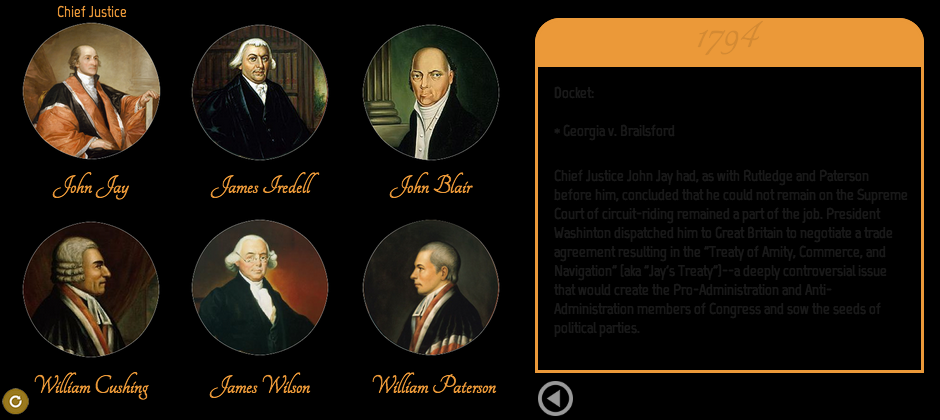 Chief Justice
John Jay
James Iredell
John Blair
William Cushing
James Wilson
William Paterson
1794
Docket:
• Georgia v. Brailsford
Chief Justice John Jay had, as with Rutledge and Paterson
before him, concluded that he could not remain on the Supreme
Court of circuit-riding remained a part of the job. President
Washinton dispatched him to Great Britain to negotiate a trade
agreement resulting in the "Treaty of Amity, Commerce, and
Navigation" (aka "Jay's Treaty")--a deeply controversial issue
that would create the Pro-Administration and Anti-
Administration members of Congress and sow the seeds of
political parties.